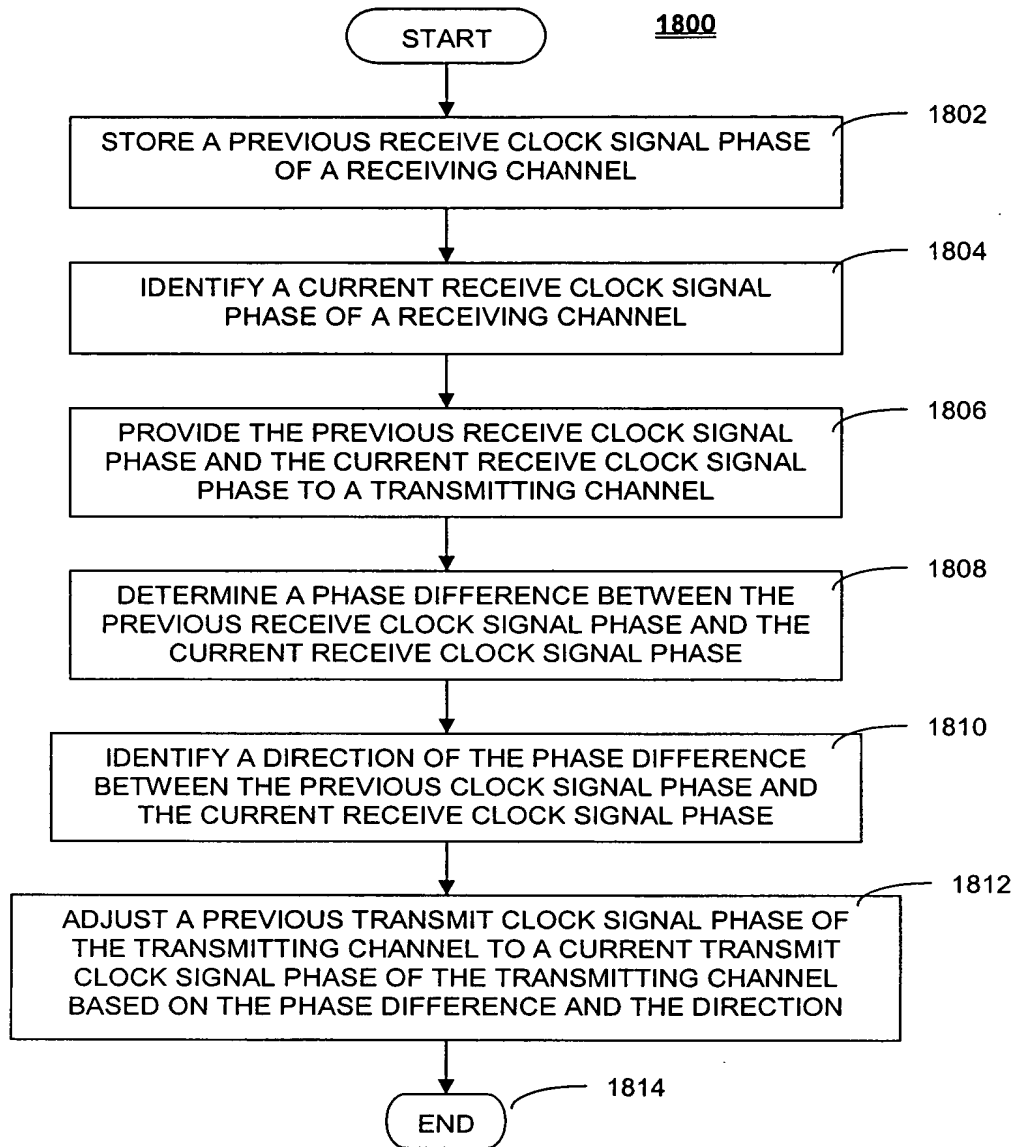 1800
START
1802
STORE A PREVIOUS RECEIVE CLOCK SIGNAL PHASE
OF A RECEIVING CHANNEL
1804
IDENTIFY A CURRENT RECEIVE CLOCK SIGNAL
PHASE OF A RECEIVING CHANNEL
1806
PROVIDE THE PREVIOUS RECEIVE CLOCK SIGNAL
PHASE AND THE CURRENT RECEIVE CLOCK SIGNAL
PHASE TO A TRANSMITTING CHANNEL
1808
DETERMINE A PHASE DIFFERENCE BETWEEN THE
PREVIOUS RECEIVE CLOCK SIGNAL PHASE AND THE
CURRENT RECEIVE CLOCK SIGNAL PHASE
1810
IDENTIFY A DIRECTION OF THE PHASE DIFFERENCE
BETWEEN THE PREVIOUS CLOCK SIGNAL PHASE AND
THE CURRENT RECEIVE CLOCK SIGNAL PHASE
1812
ADJUST A PREVIOUS TRANSMIT CLOCK SIGNAL PHASE OF
THE TRANSMITTING CHANNEL TO A CURRENT TRANSMIT
CLOCK SIGNAL PHASE OF THE TRANSMITTING CHANNEL
BASED ON THE PHASE DIFFERENCE AND THE DIRECTION
1814
END